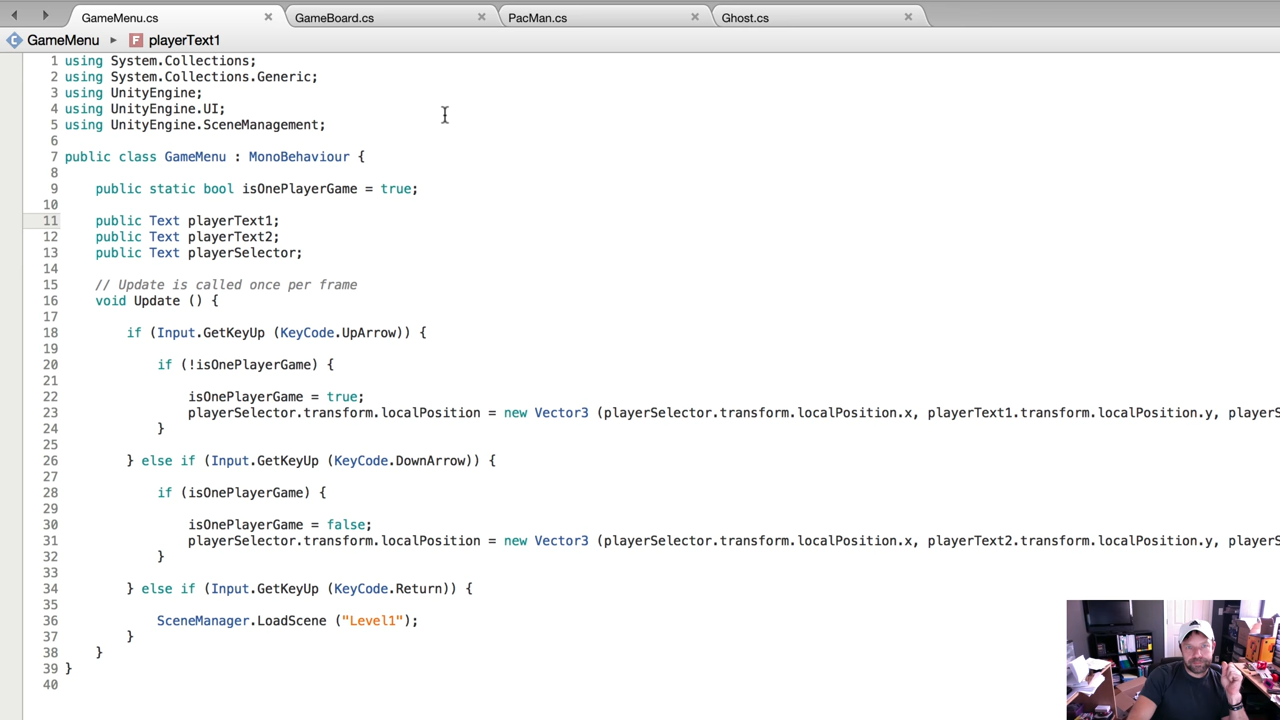 GameMenu.cs GameBoard.cs PacMan.cs Ghost.cs
GameMenu playerText1
1 using System.Collections;
2 using System.Collections.Generic;
3 using UnityEngine;
4 using UnityEngine.UI;
5 using UnityEngine.SceneManagement;
6
7 public class GameMenu : MonoBehaviour {
8
9 public static bool isOnePlayerGame = true;
10
11 public Text playerText1;
12 public Text playerText2;
13 public Text playerSelector;
14
15 // Update is called once per frame
16 void Update () {
17
18 if (Input.GetKeyUp (KeyCode.UpArrow)) {
19
20 if (!isOnePlayerGame) {
21
22 isOnePlayerGame = true;
23 playerSelector.transform.localPosition = new Vector3 (playerSelector.transform.localPosition.x, playerText1.transform.localPosition.y, playerS
24 }
25
26 } else if (Input.GetKeyUp (KeyCode.DownArrow)) {
27
28 if (isOnePlayerGame) {
29
30 isOnePlayerGame = false;
31 playerSelector.transform.localPosition = new Vector3 (playerSelector.transform.localPosition.x, playerText2.transform.localPosition.y, playerS
32 }
33
34 } else if (Input.GetKeyUp (KeyCode.Return)) {
35
36 SceneManager.LoadScene ("Level1");
37 }
38 }
39 }
40